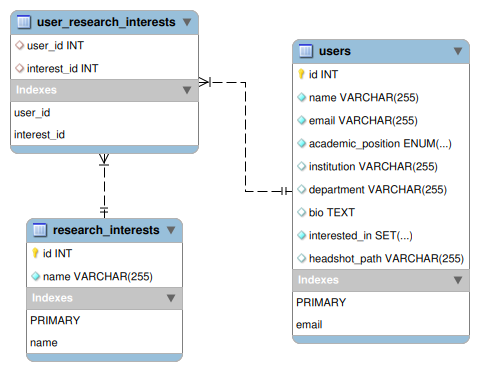 user_research_interests
user_id INT
interest_id INT
Indexes
user_id
interest_id
research_interests
id INT
name VARCHAR(255)
Indexes
PRIMARY
name
users
id INT
name VARCHAR(255)
email VARCHAR(255)
academic_position ENUM(...)
institution VARCHAR(255)
department VARCHAR(255)
bio TEXT
interested_in SET(...)
headshot_path VARCHAR(255)
Indexes
PRIMARY
email